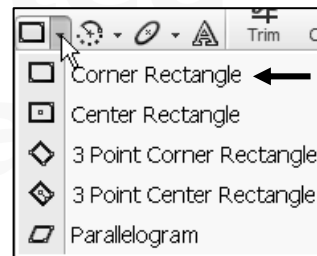 Trim
Corner Rectangle
Center Rectangle
3 Point Corner Rectangle
3 Point Center Rectangle
Parallelogram